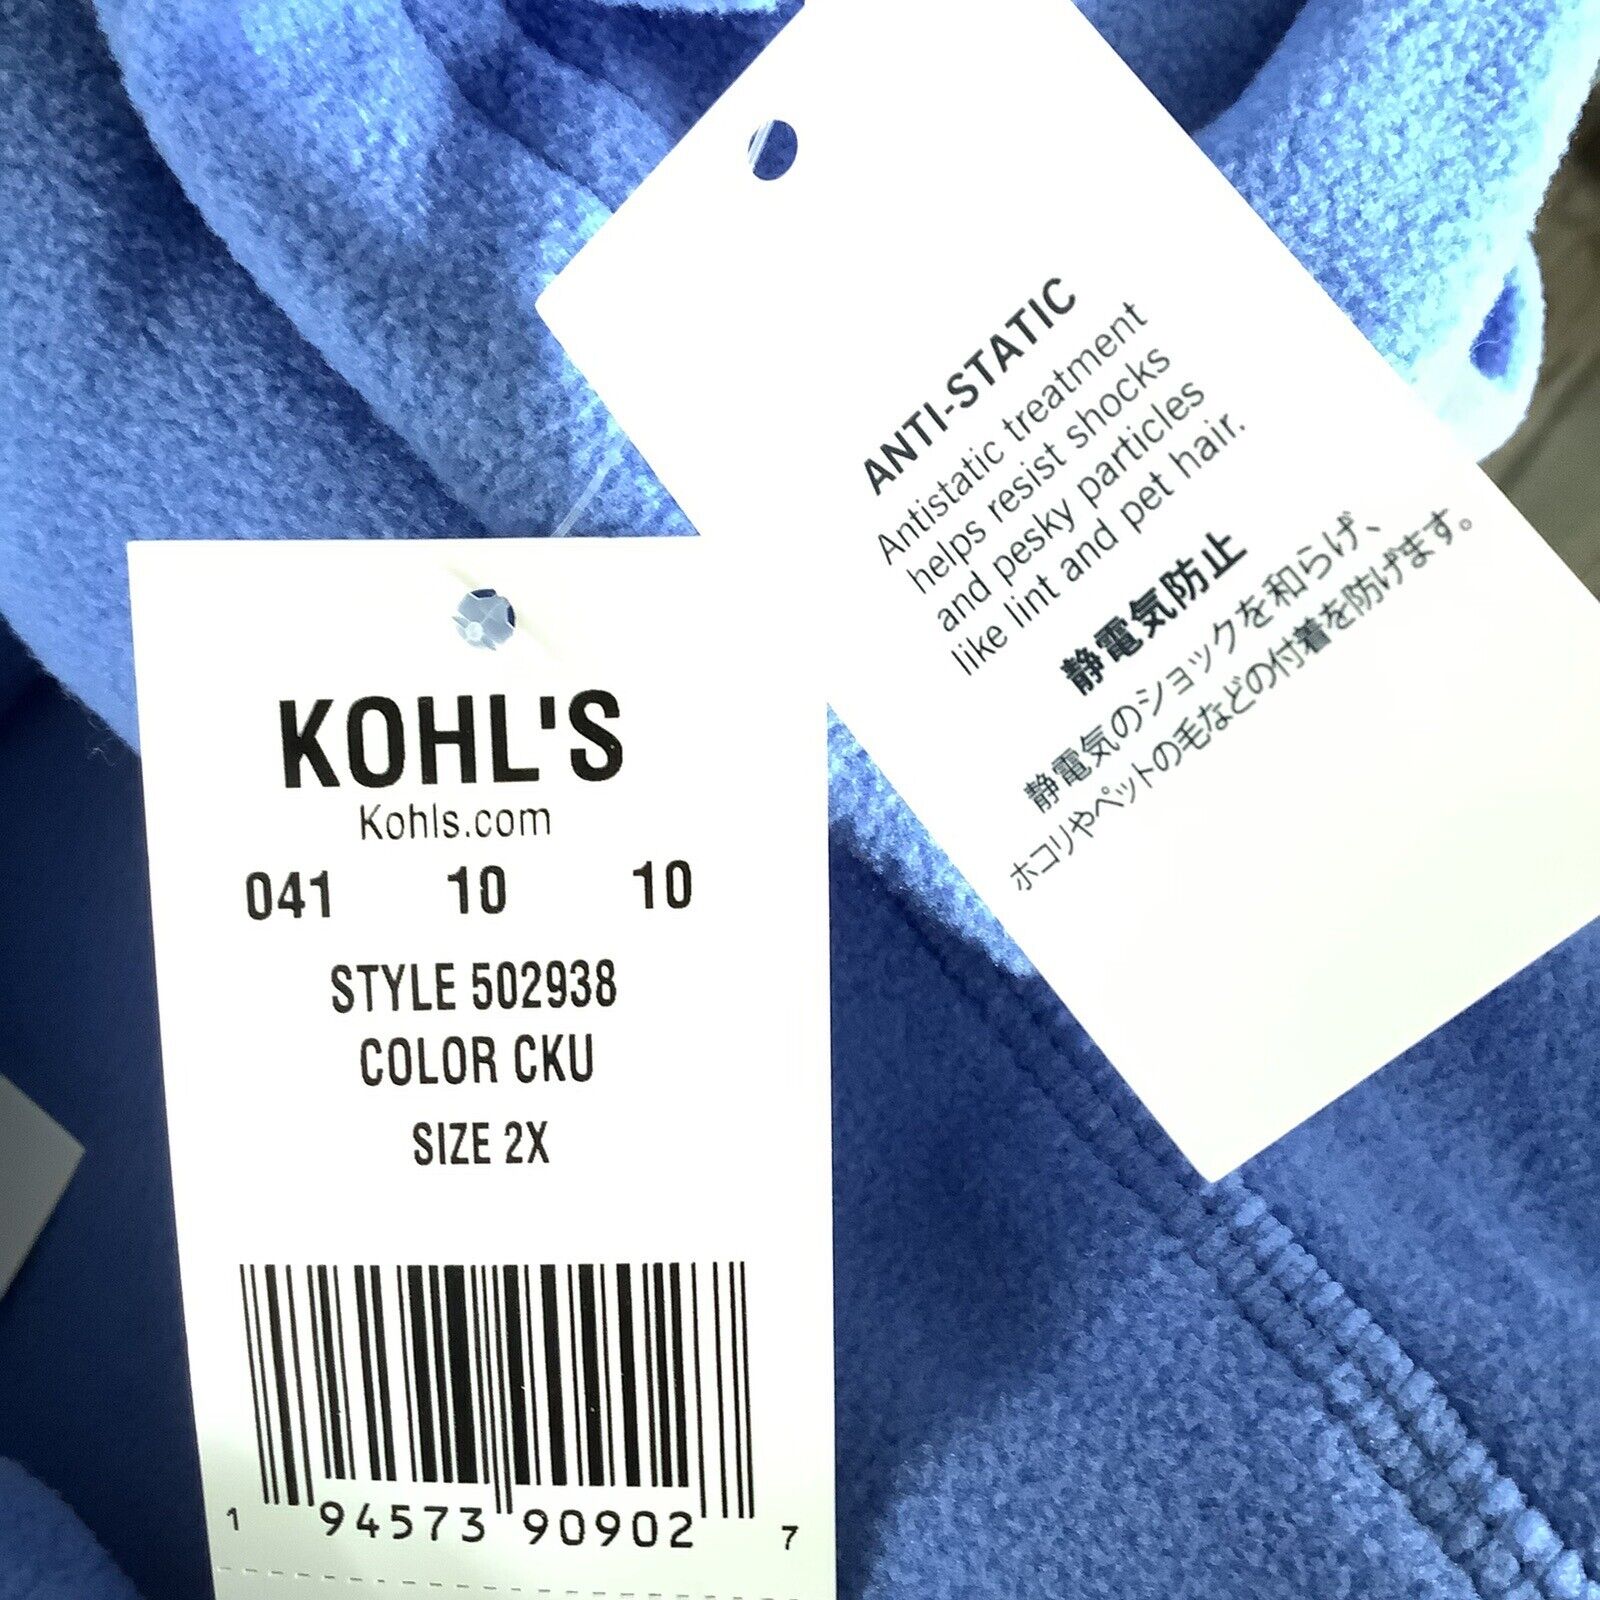 KOHL'S
Kohls.com
041 10 10
STYLE 502938
COLOR CKU
SIZE 2X
1 94573 90902 7
ANTI-STATIC
Antistatic treatment
helps resist shocks
and pesky particles
like lint and pet hair.
静電気防止
静電気のショックを和らげ、
ホコリやペットの毛などの付着を防げます。